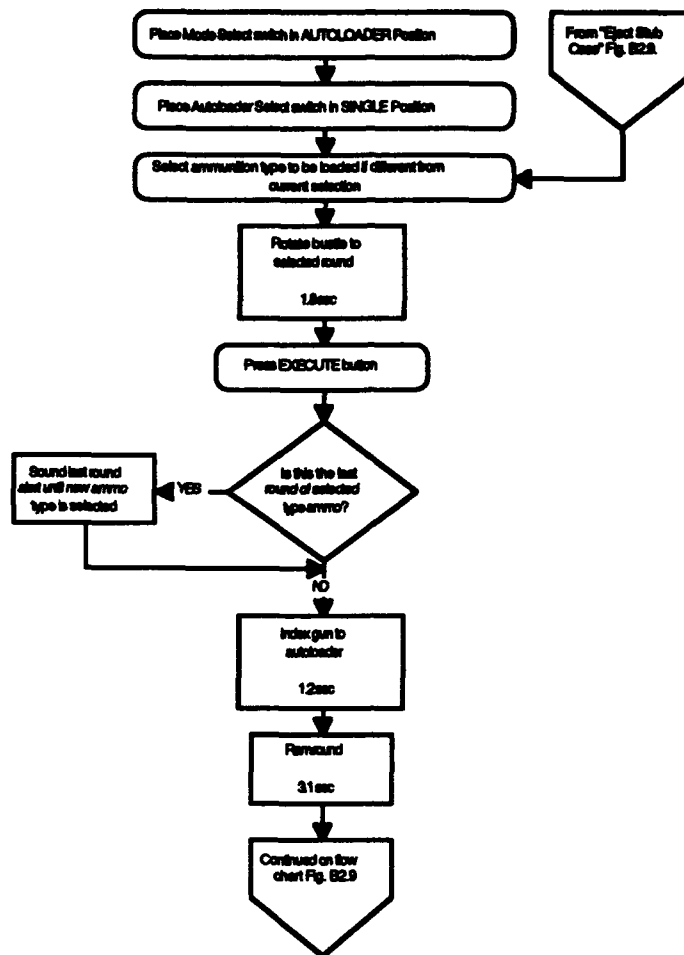 Place Mode Select switch in AUTOLOADER Position
From "Eject Stub
Case" Fig. B2.9.
Place Autoloader Select switch in SINGLE Position
Select ammunition type to be loaded if different from
current selection
Rotate bustle to
selected round
1.8sec
Press EXECUTE button
Is this the last
round of selected
type ammo?
YES
Sound last round
alert until new ammo
type is selected
NO
Index gun to
autoloader
1.2sec
Ram round
3.1sec
Continued on flow
chart Fig. B2.9